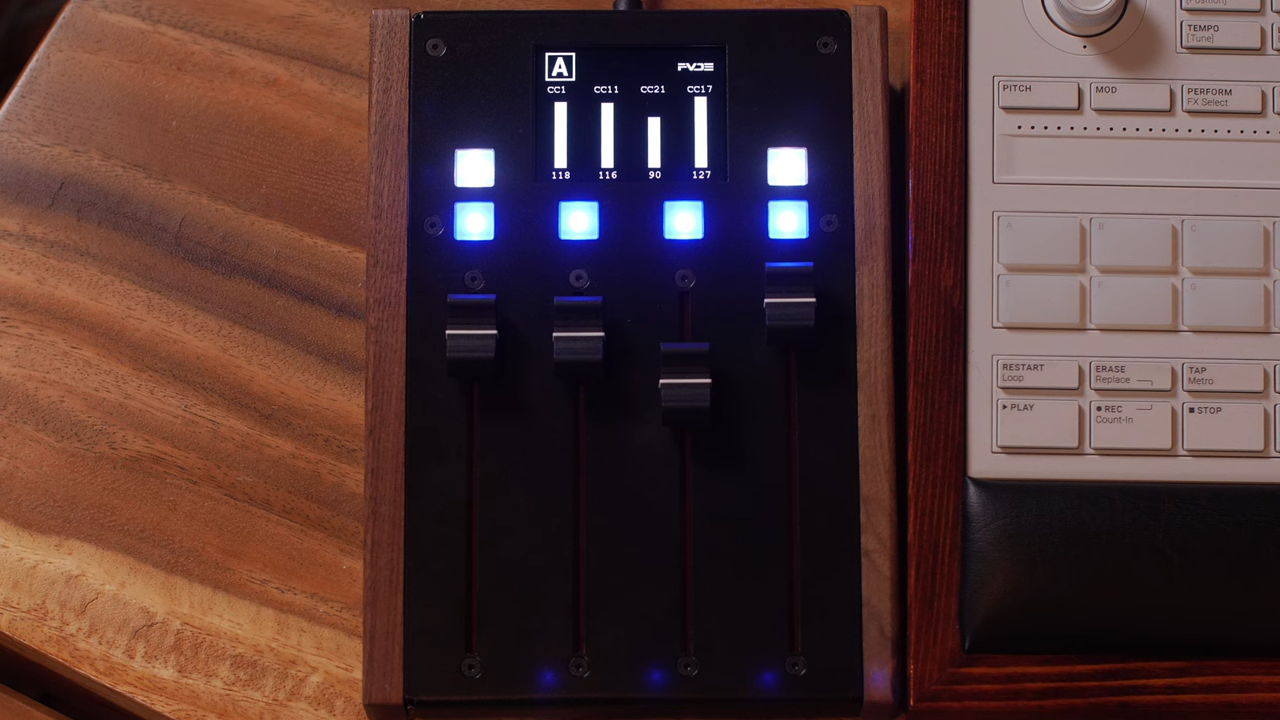 A
FVDE
CC1 CC11 CC21 CC17
118 116 90 127
TEMPO
[Tune]
PITCH
MOD
PERFORM
FX Select
A B C
E F G
RESTART
Loop
ERASE
Replace
TAP
Metro
▶ PLAY
● REC
Count-In
■ STOP